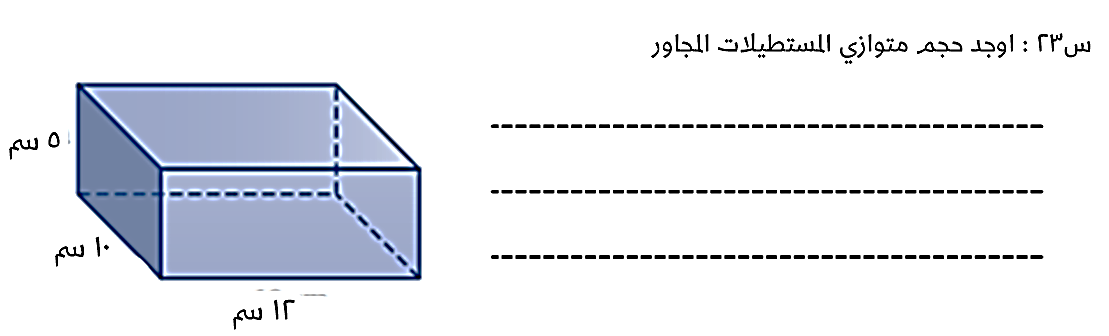 س٢٣ : اوجد حجم متوازي المستطيلات المجاور
٥ سم
١٠ سم
١٢ سم